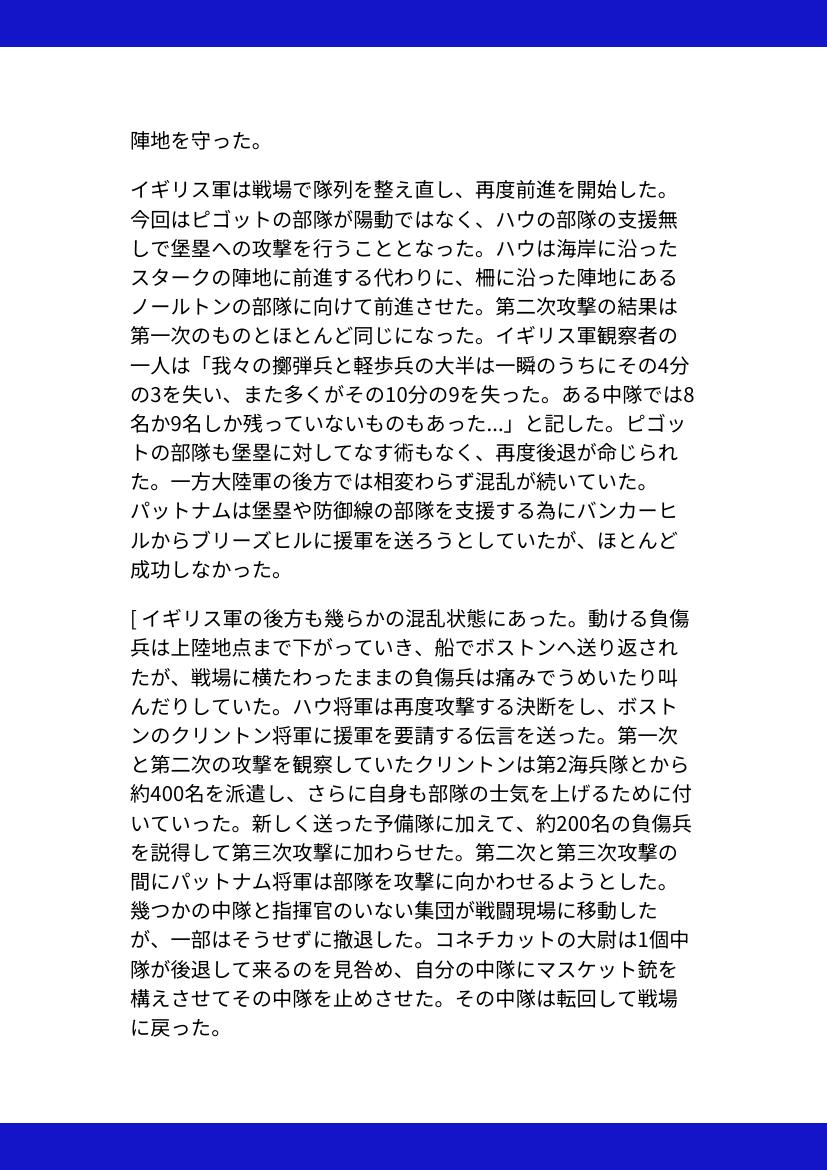 陣地を守った。
イギリス軍は戦場で隊列を整え直し、再度前進を開始した。
今回はピゴットの部隊が陽動ではなく、ハウの部隊の支援無
しで堡塁への攻撃を行うこととなった。ハウは海岸に沿った
スタークの陣地に前進する代わりに、柵に沿った陣地にある
ノールトンの部隊に向けて前進させた。第二次攻撃の結果は
第一次のものとほとんど同じになった。イギリス軍観察者の
一人は「我々の擲弾兵と軽歩兵の大半は一瞬のうちにその4分
の3を失い、また多くがその10分の9を失った。ある中隊では8
名か9名しか残っていないものもあった...」と記した。ピゴッ
トの部隊も堡塁に対してなす術もなく、再度後退が命じられ
た。一方大陸軍の後方では相変わらず混乱が続いていた。
パットナムは堡塁や防御線の部隊を支援する為にバンカーヒ
ルからブリーズヒルに援軍を送ろうとしていたが、ほとんど
成功しなかった。
[ イギリス軍の後方も幾らかの混乱状態にあった。動ける負傷
兵は上陸地点まで下がっていき、船でボストンへ送り返され
たが、戦場に横たわったままの負傷兵は痛みでうめいたり叫
んだりしていた。ハウ将軍は再度攻撃する決断をし、ボスト
ンのクリントン将軍に援軍を要請する伝言を送った。第一次
と第二次の攻撃を観察していたクリントンは第2海兵隊とから
約400名を派遣し、さらに自身も部隊の士気を上げるために付
いていった。新しく送った予備隊に加えて、約200名の負傷兵
を説得して第三次攻撃に加わらせた。第二次と第三次攻撃の
間にパットナム将軍は部隊を攻撃に向かわせるようとした。
幾つかの中隊と指揮官のいない集団が戦闘現場に移動した
が、一部はそうせずに撤退した。コネチカットの大尉は1個中
隊が後退して来るのを見咎め、自分の中隊にマスケット銃を
構えさせてその中隊を止めさせた。その中隊は転回して戦場
に戻った。